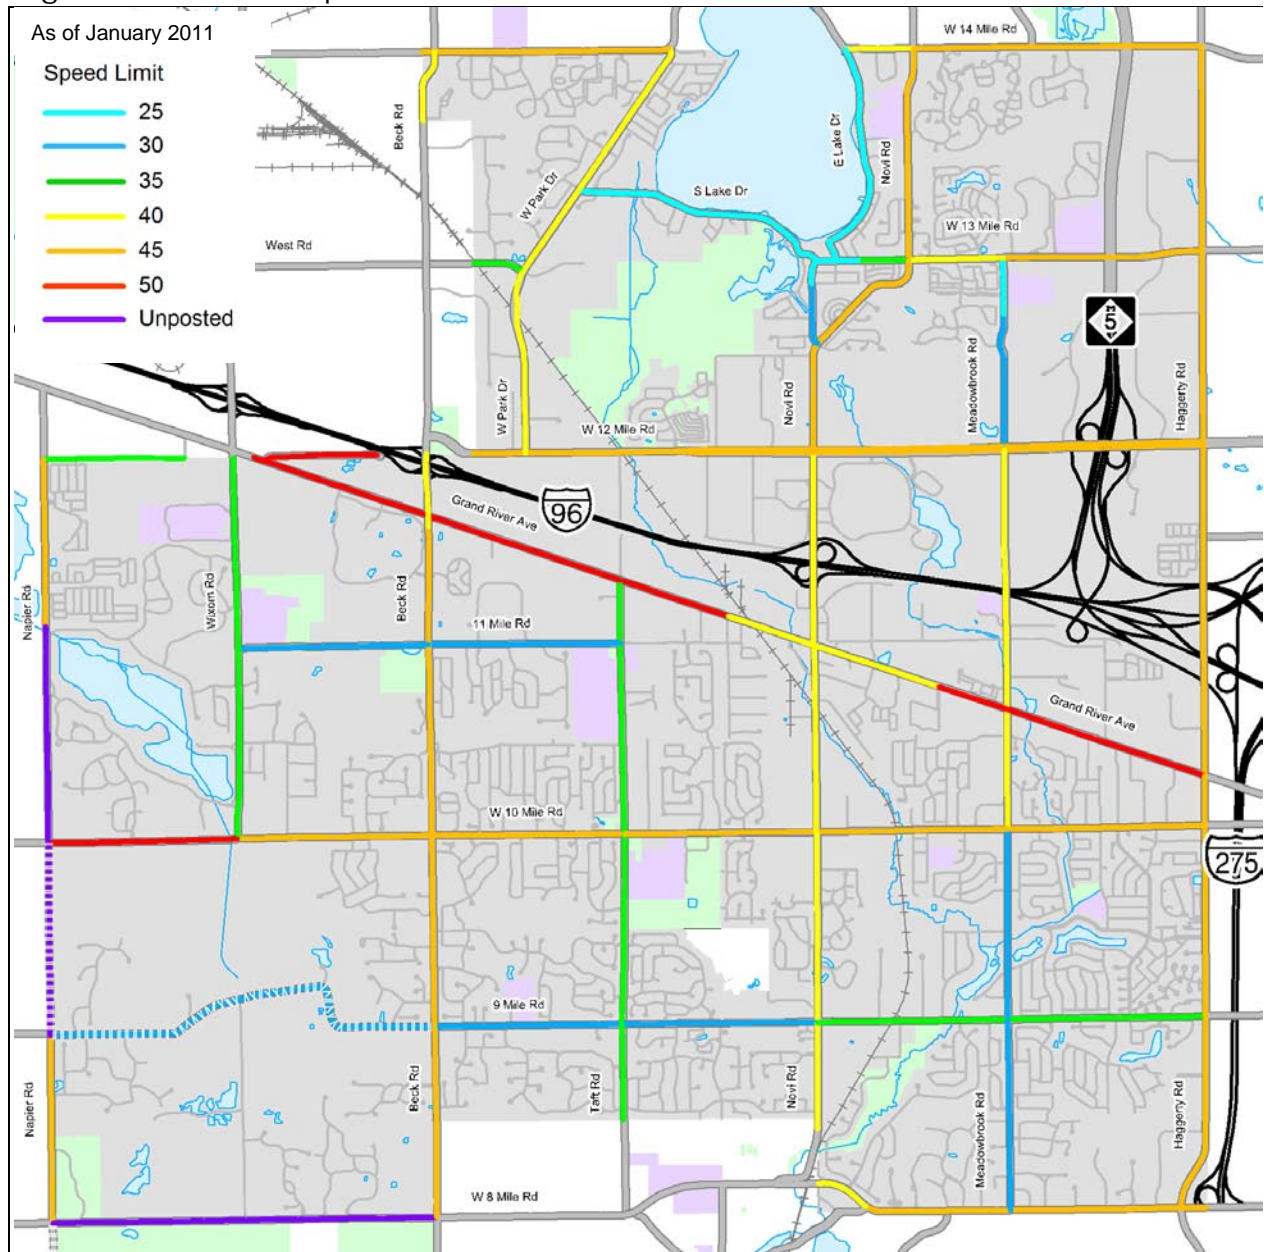 As of January 2011
Speed Limit
25
30
35
40
45
50
Unposted
W 14 Mile Rd
Beck Rd
E Lake Dr
Novi Rd
W Park Dr
S Lake Dr
West Rd
W 13 Mile Rd
M
5
Meadowbrook Rd
Haggerty Rd
W Park Dr
Novi Rd
W 12 Mile Rd
Grand River Ave
96
Napier Rd
Wixom Rd
Beck Rd
11 Mile Rd
Grand River Ave
W 10 Mile Rd
275
9 Mile Rd
Napier Rd
Beck Rd
Taft Rd
Novi Rd
Meadowbrook Rd
Haggerty Rd
W 8 Mile Rd